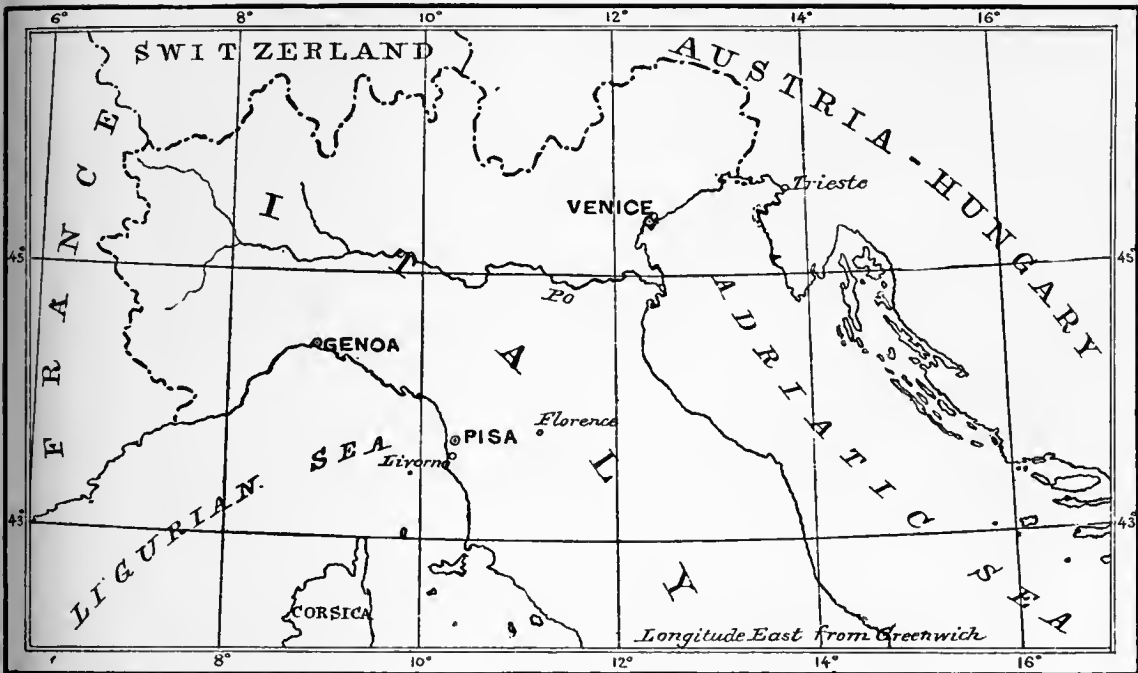 6° 8° 10° 12° 14° 16°
SWITZERLAND
AUSTRIA-HUNGARY
FRANCE
ITALY
Trieste
VENICE
45° 45°
Po
ADRIATIC SEA
GENOA
Florence
PISA
Livorno
LIGURIAN SEA
43° 43°
CORSICA
Longitude East from Greenwich
8° 10° 12° 14° 16°